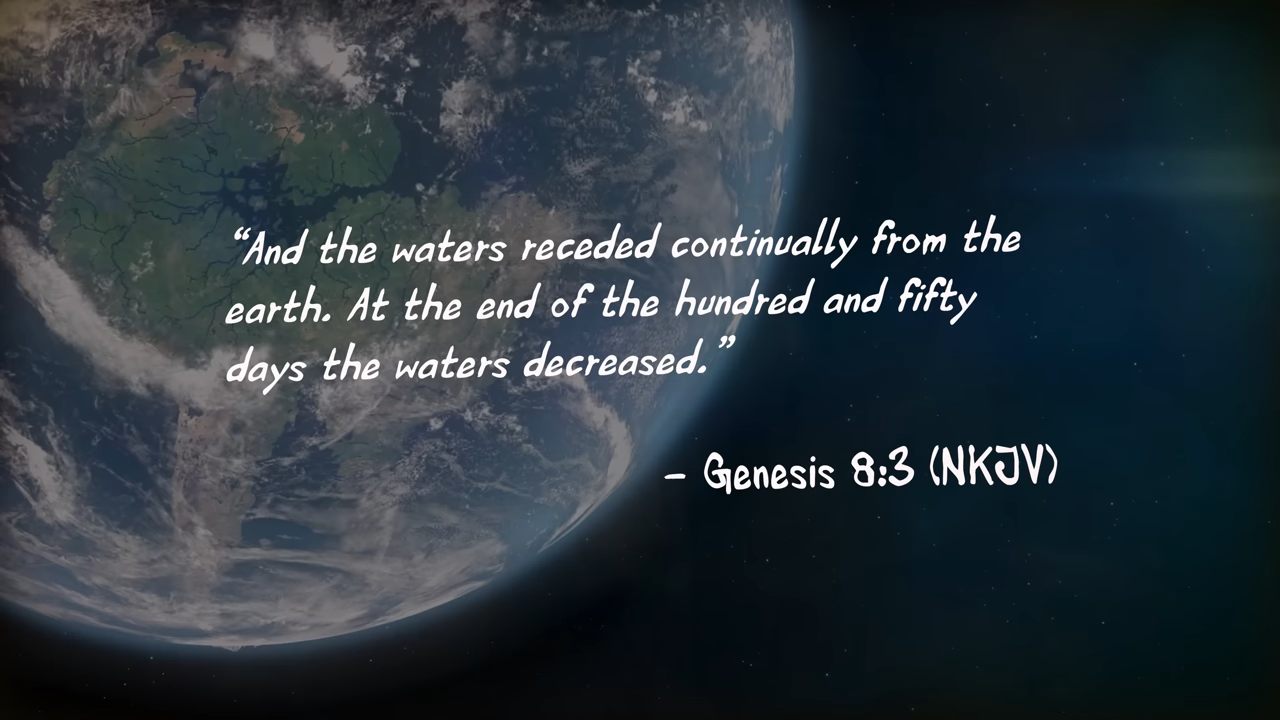 “And the waters receded continually from the
earth. At the end of the hundred and fifty
days the waters decreased.”
– Genesis 8:3 (NKJV)